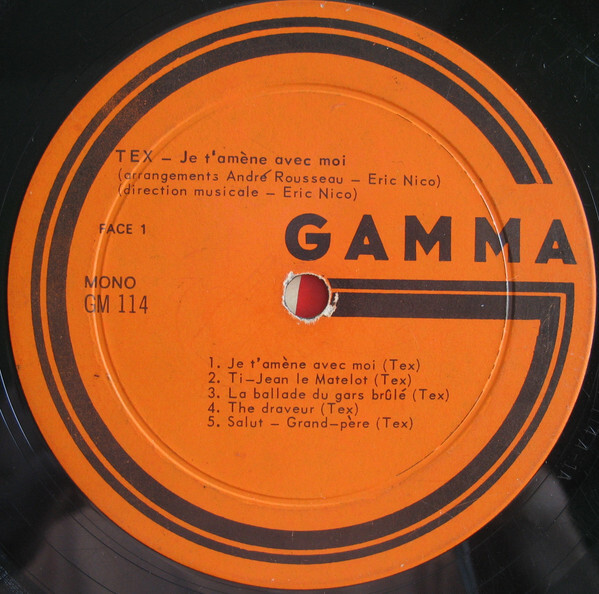 TEX – Je t'amène avec moi
(arrangements André Rousseau – Eric Nico)
(direction musicale – Eric Nico)
FACE 1
GAMMA
MONO
GM 114
1. Je t'amène avec moi (Tex)
2. Ti–Jean le Matelot (Tex)
3. La ballade du gars brûlé (Tex)
4. The draveur (Tex)
5. Salut – Grand–père (Tex)